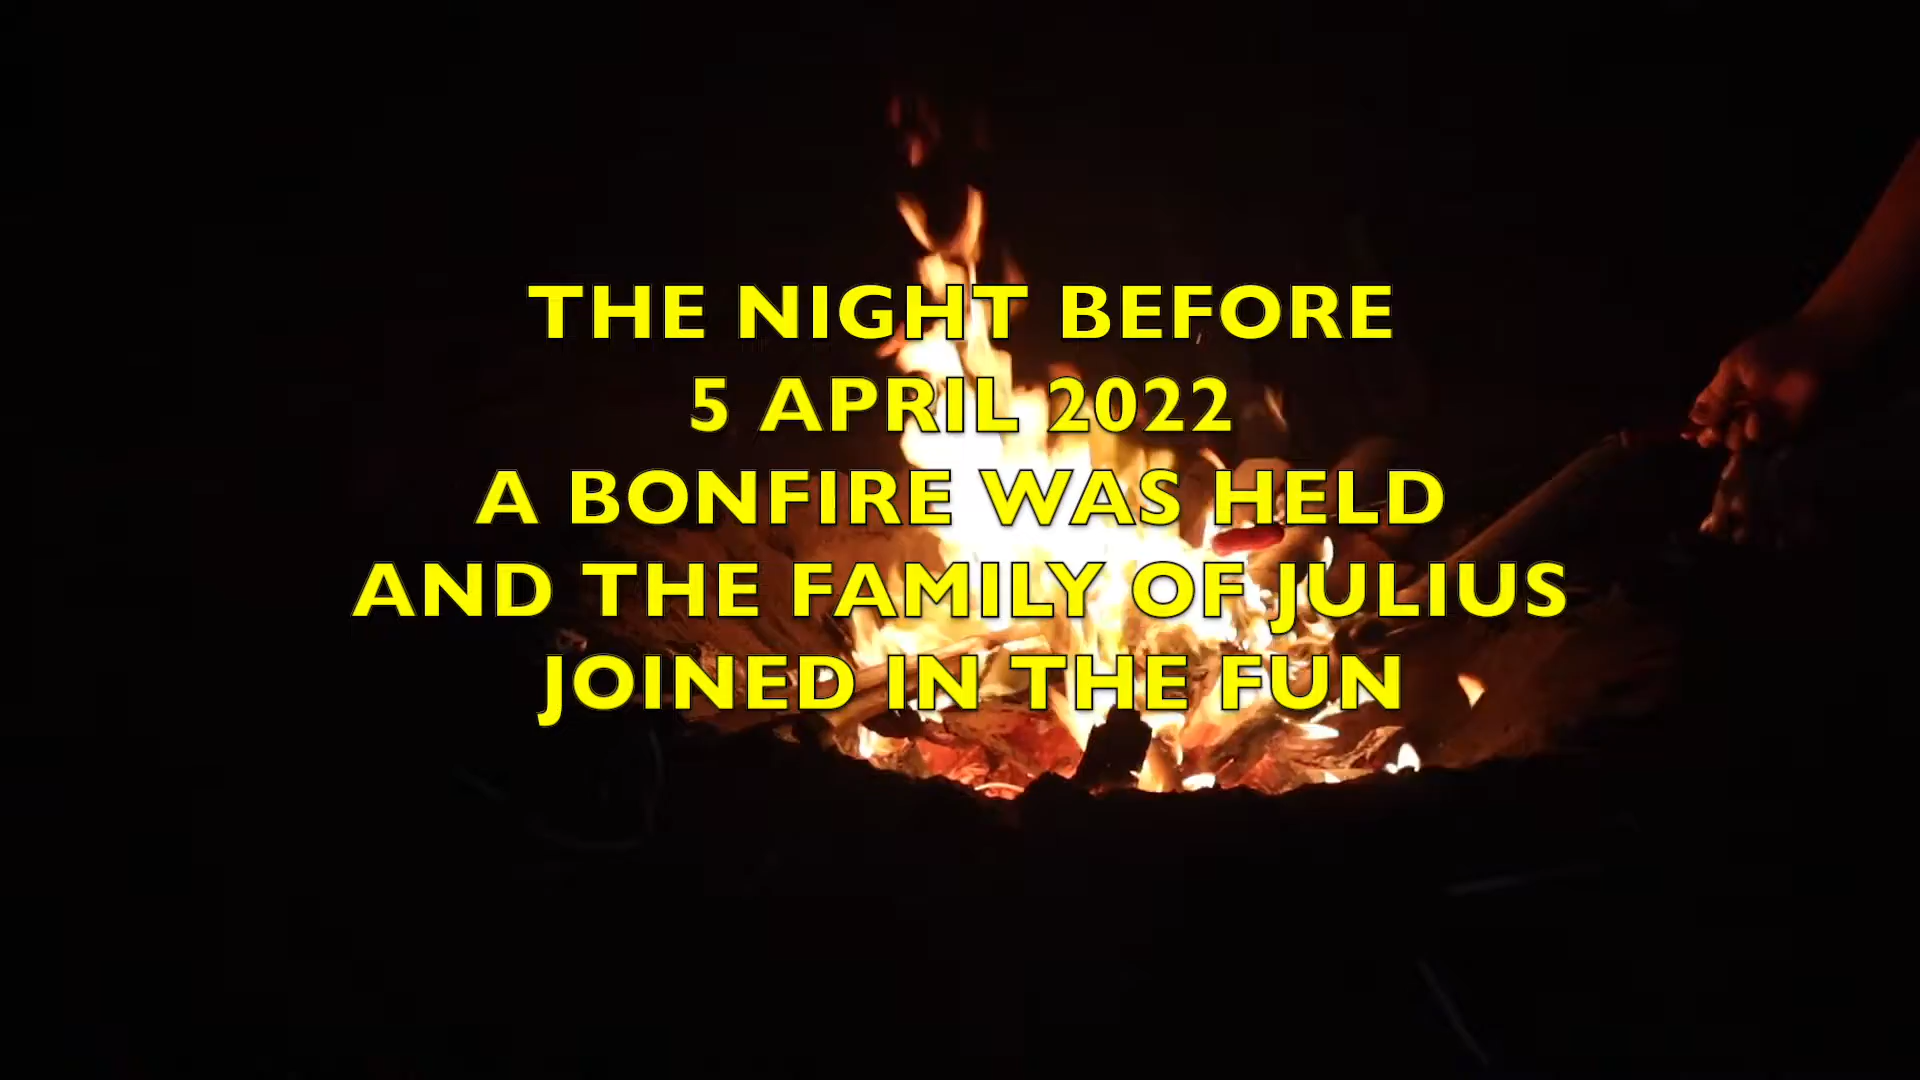 THE NIGHT BEFORE
5 APRIL 2022
A BONFIRE WAS HELD
AND THE FAMILY OF JULIUS
JOINED IN THE FUN